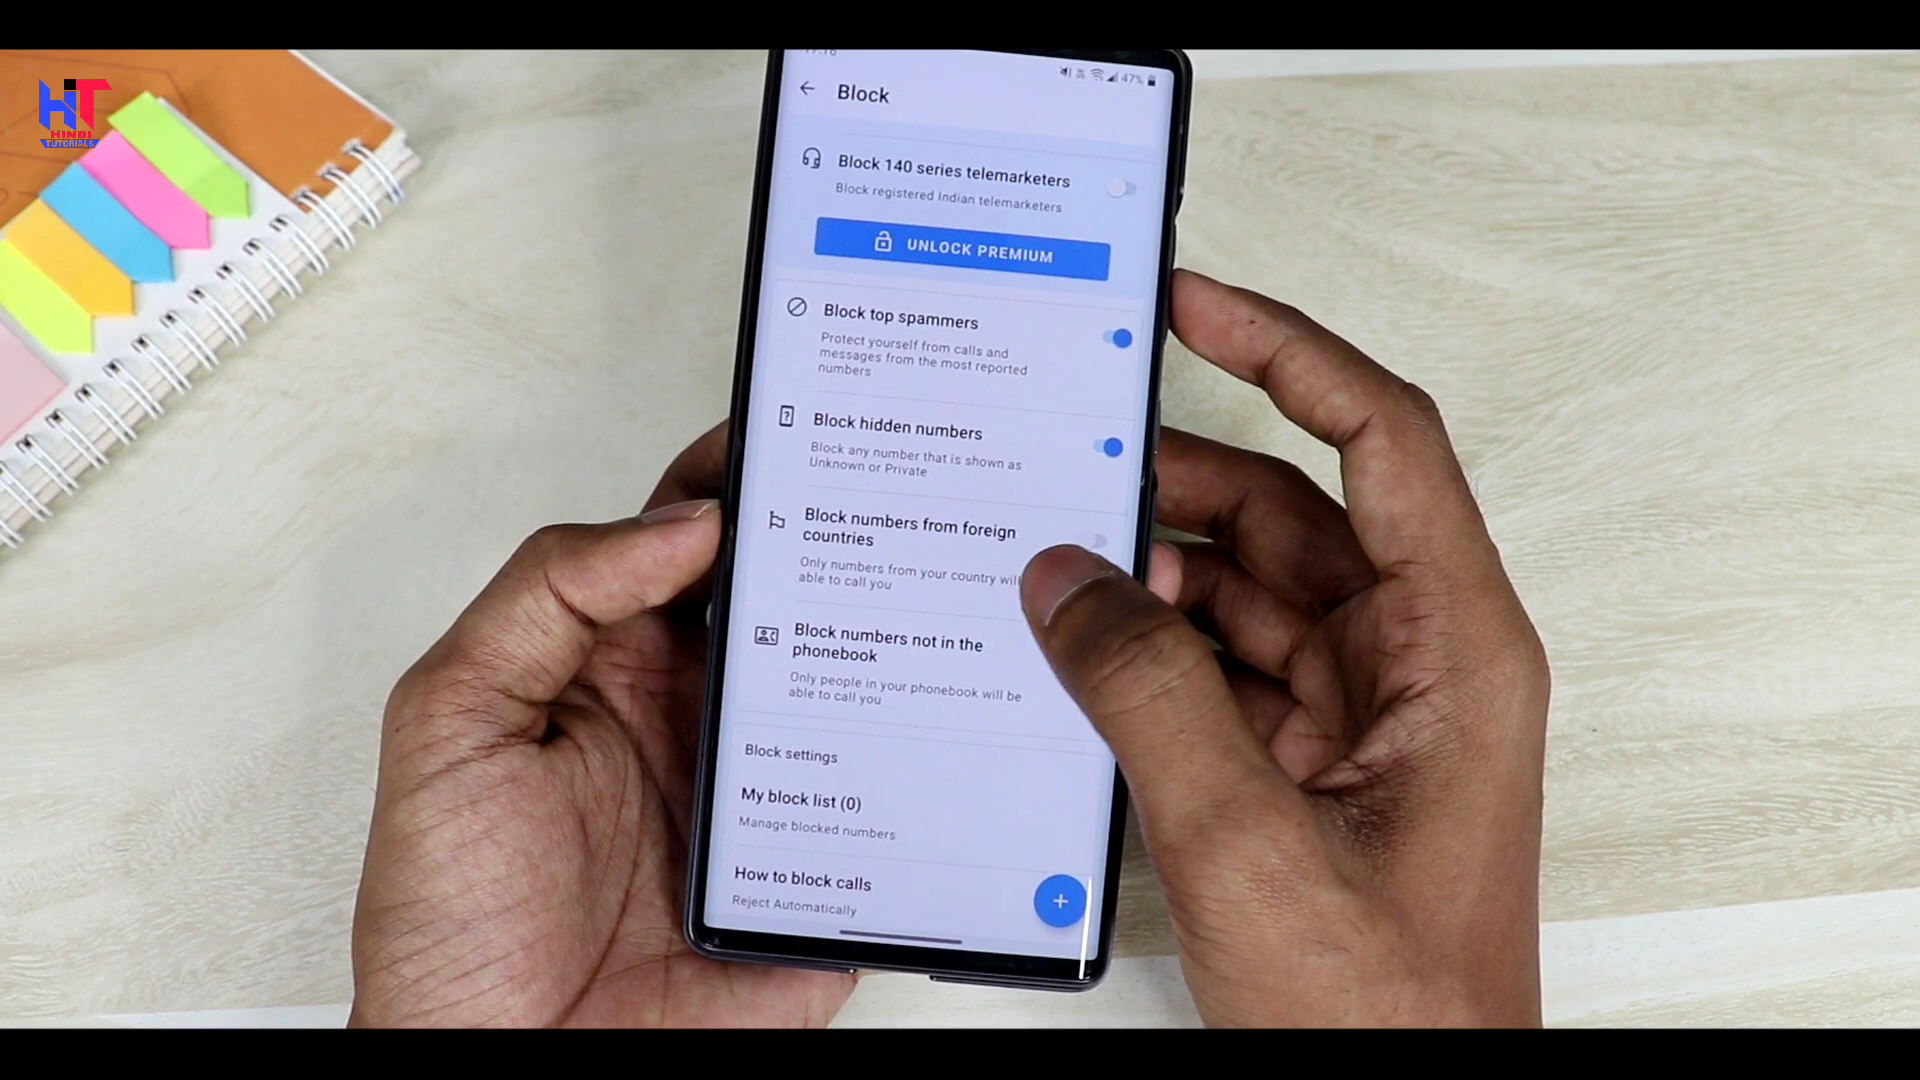 HT
HINDI
TUTORIALS
47%
Block
Block 140 series telemarketers
Block registered Indian telemarketers
UNLOCK PREMIUM
Block top spammers
Protect yourself from calls and
messages from the most reported
numbers
Block hidden numbers
Block any number that is shown as
Unknown or Private
Block numbers from foreign
countries
Only numbers from your country will
able to call you
Block numbers not in the
phonebook
Only people in your phonebook will be
able to call you
Block settings
My block list (0)
Manage blocked numbers
How to block calls
Reject Automatically
+